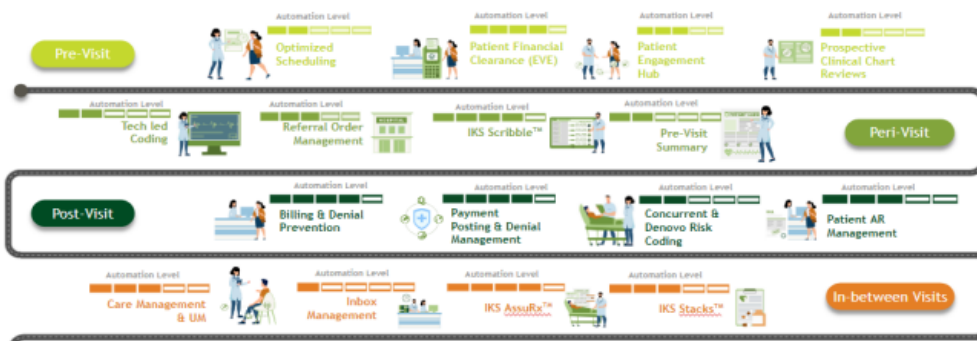 Pre-Visit
Automation Level
Optimized
Scheduling
Automation Level
Patient Financial
Clearance (EVE)
Automation Level
Patient
Engagement
Hub
Automation Level
Prospective
Clinical Chart
Reviews
Automation Level
Tech led
Coding
Automation Level
Referral Order
Management
Automation Level
IKS Scribble™
Automation Level
Pre-Visit
Summary
Peri-Visit
Post-Visit
Automation Level
Billing & Denial
Prevention
Automation Level
Payment
Posting & Denial
Management
Automation Level
Concurrent &
Denovo Risk
Coding
Automation Level
Patient AR
Management
Automation Level
Care Management
& UM
Automation Level
Inbox
Management
Automation Level
IKS AssuRx™
Automation Level
IKS Stacks™
In-between Visits